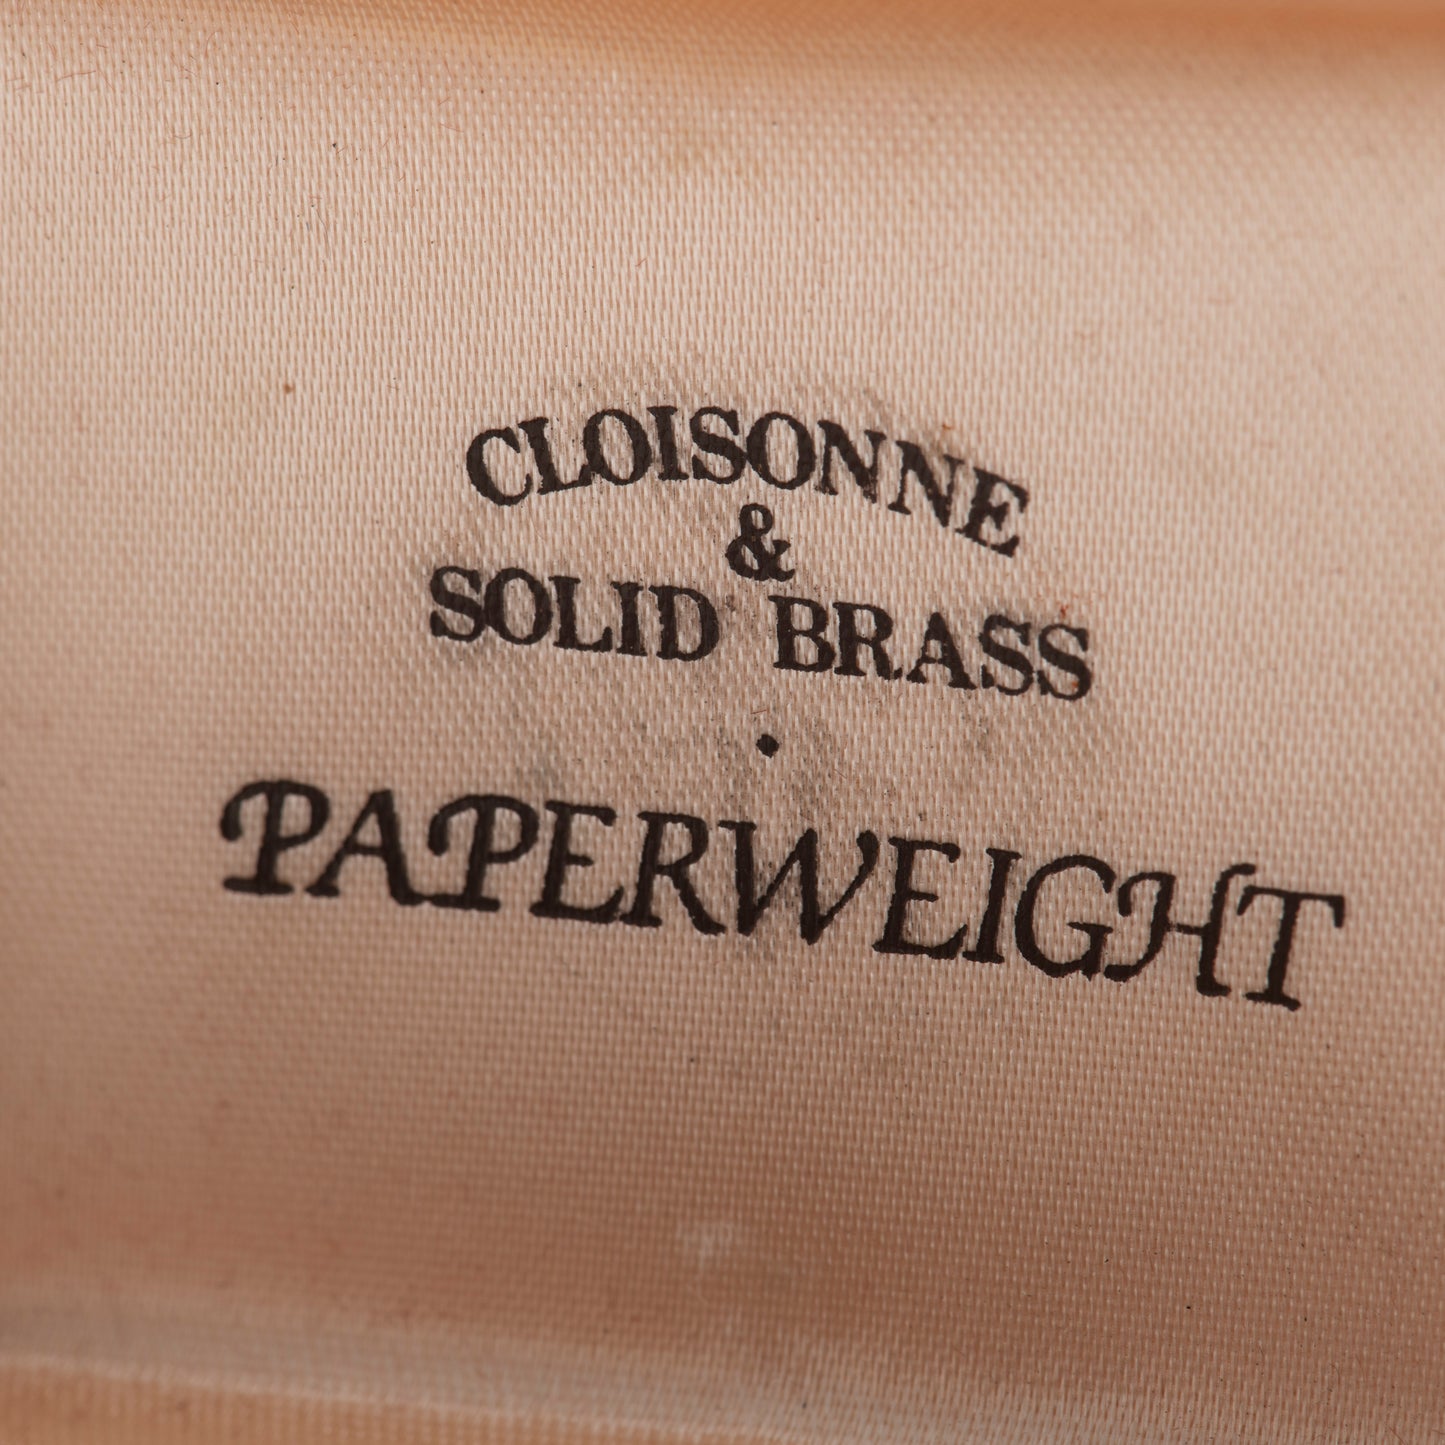 CLOISONNE
&
SOLID BRASS
•
PAPERWEIGHT